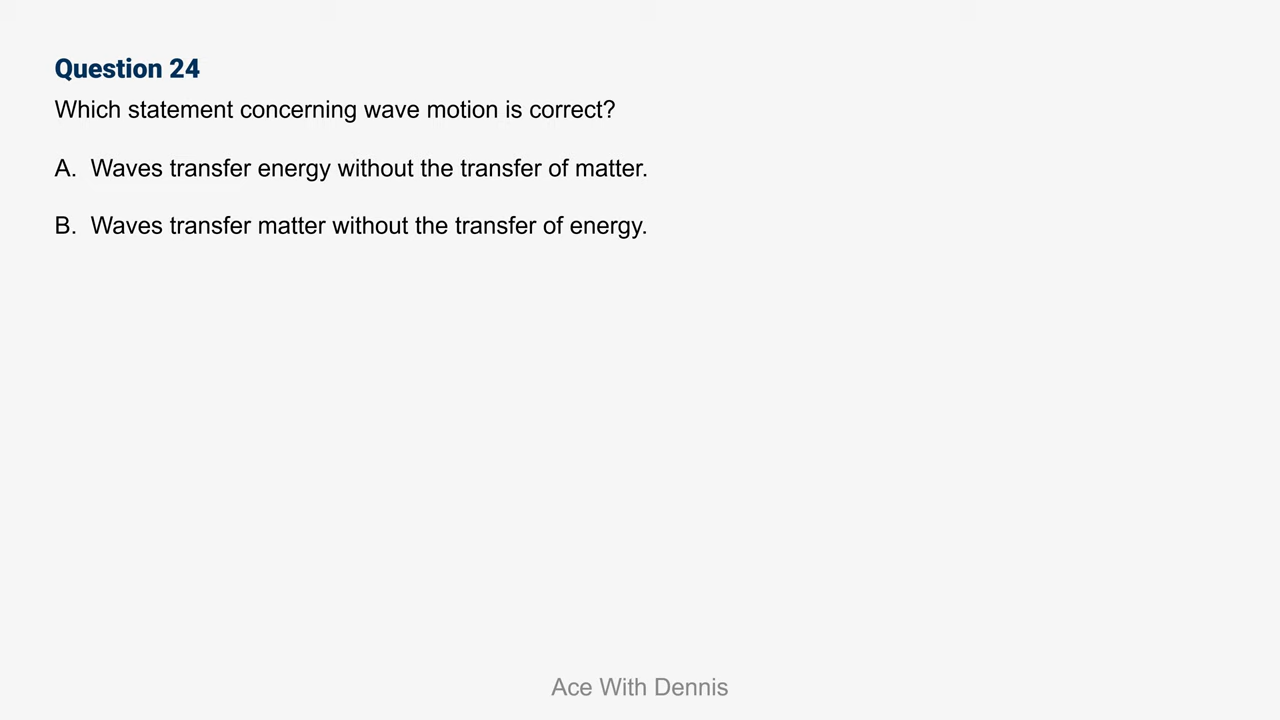 Question 24
Which statement concerning wave motion is correct?
A. Waves transfer energy without the transfer of matter.
B. Waves transfer matter without the transfer of energy.
Ace With Dennis